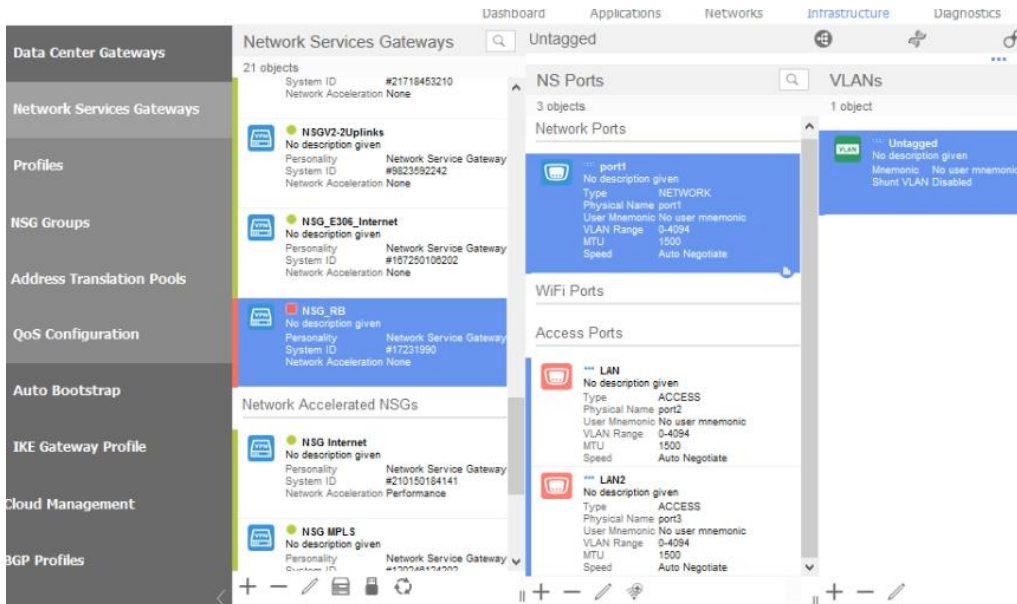 Dashboard Applications Networks Infrastructure Diagnostics
Data Center Gateways
Network Services Gateways
Profiles
NSG Groups
Address Translation Pools
QoS Configuration
Auto Bootstrap
IKE Gateway Profile
Cloud Management
BGP Profiles
Network Services Gateways
21 objects
System ID #21718453210
Network Acceleration None
NSGV2-2Uplinks
No description given
Personality Network Service Gateway
System ID #9823592242
Network Acceleration None
NSG_E306_Internet
No description given
Personality Network Service Gateway
System ID #167250106202
Network Acceleration None
NSG_RB
No description given
Personality Network Service Gateway
System ID #17231990
Network Acceleration None
Network Accelerated NSGs
NSG Internet
No description given
Personality Network Service Gateway
System ID #210150184141
Network Acceleration Performance
NSG MPLS
No description given
Personality Network Service Gateway
System ID #120246124202
Untagged
NS Ports
3 objects
Network Ports
port1
No description given
Type NETWORK
Physical Name port1
User Mnemonic No user mnemonic
VLAN Range 0-4094
MTU 1500
Speed Auto Negotiate
WiFi Ports
Access Ports
LAN
No description given
Type ACCESS
Physical Name port2
User Mnemonic No user mnemonic
VLAN Range 0-4094
MTU 1500
Speed Auto Negotiate
LAN2
No description given
Type ACCESS
Physical Name port3
User Mnemonic No user mnemonic
VLAN Range 0-4094
MTU 1500
Speed Auto Negotiate
VLANs
1 object
VLAN
Untagged
No description given
Mnemonic No user mnemonic
Shunt VLAN Disabled